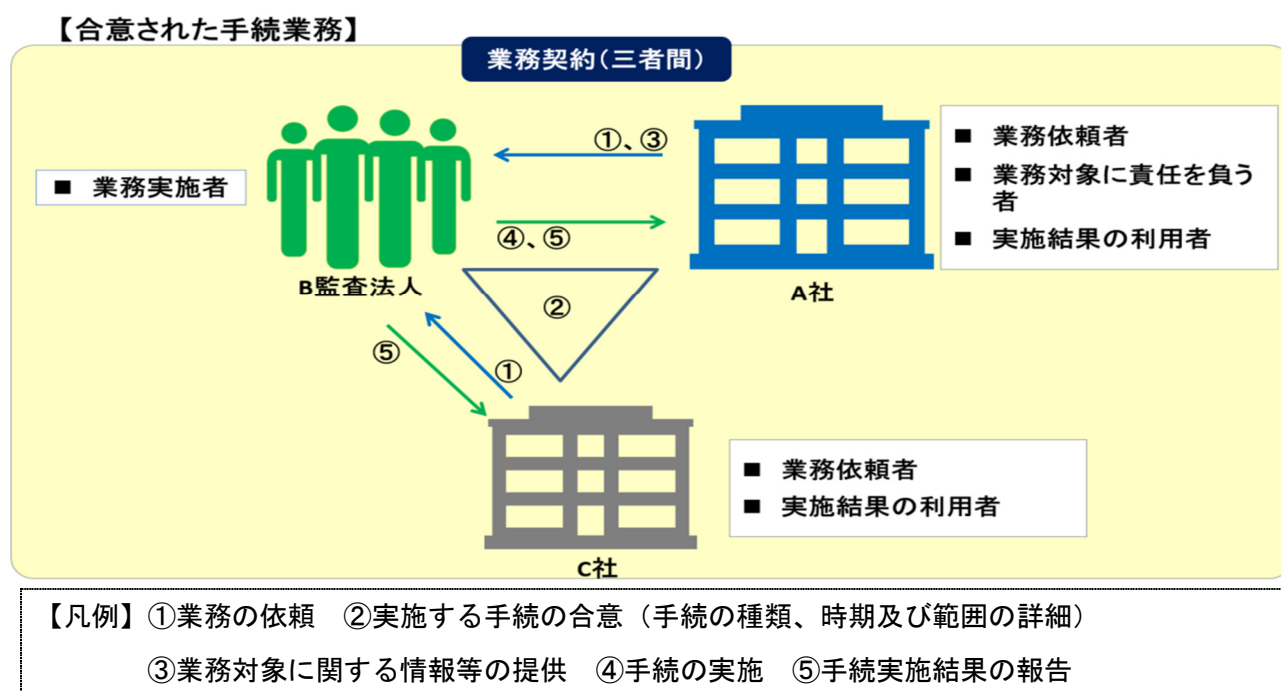 【合意された手続業務】
業務契約(三者間)
①、③
■ 業務依頼者
■ 業務対象に責任を負う
者
■ 実施結果の利用者
■ 業務実施者
④、⑤
B監査法人
A社
②
⑤
①
■ 業務依頼者
■ 実施結果の利用者
C社
【凡例】①業務の依頼 ②実施する手続の合意（手続の種類、時期及び範囲の詳細）
③業務対象に関する情報等の提供 ④手続の実施 ⑤手続実施結果の報告